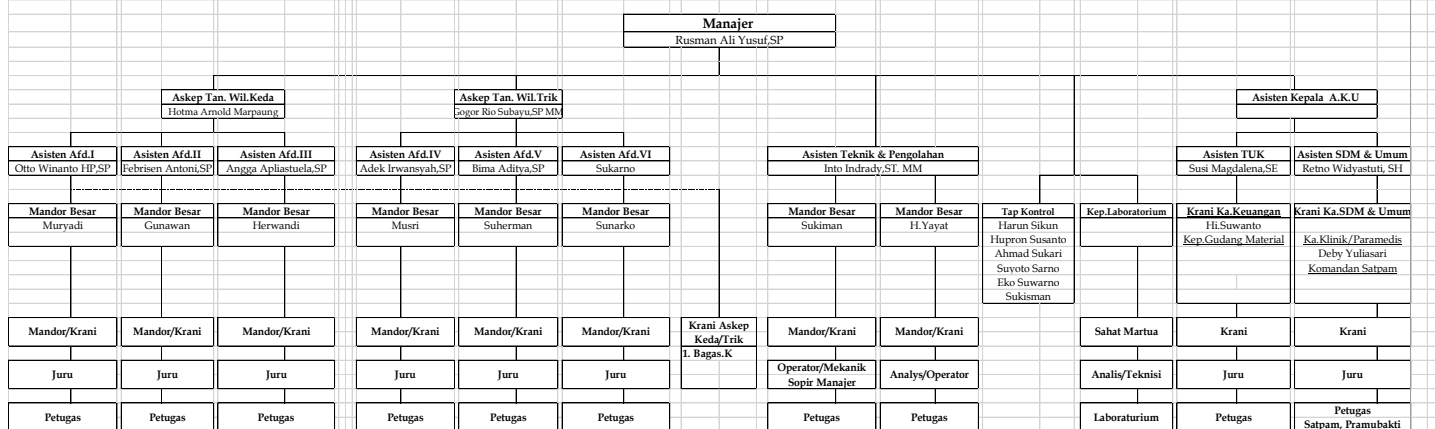 Manajer
Rusman Ali Yusuf,SP
Askep Tan. Wil.Keda
Hotma Arnold Marpaung
Askep Tan. Wil.Trik
Gogor Rio Subayu,SP MM
Asisten Kepala A.K.U
Asisten Afd.I
Otto Winanto HP,SP
Asisten Afd.II
Febrisen Antoni,SP
Asisten Afd.III
Angga Apliastuela,SP
Asisten Afd.IV
Adek Irwansyah,SP
Asisten Afd.V
Bima Aditya,SP
Asisten Afd.VI
Sukarno
Asisten Teknik & Pengolahan
Into Indrady,ST. MM
Asisten TUK
Susi Magdalena,SE
Asisten SDM & Umum
Retno Widyastuti, SH
Mandor Besar
Muryadi
Mandor Besar
Gunawan
Mandor Besar
Herwandi
Mandor Besar
Musri
Mandor Besar
Suherman
Mandor Besar
Sunarko
Mandor Besar
Sukiman
Mandor Besar
H.Yayat
Tap Kontrol
Harun Sikun
Hupron Susanto
Ahmad Sukari
Suyoto Sarno
Eko Suwarno
Sukisman
Kep.Laboratorium
Krani Ka.Keuangan
Hi.Suwanto
Kep.Gudang Material
Krani Ka.SDM & Umum
Ka.Klinik/Paramedis
Deby Yuliasari
Komandan Satpam
Mandor/Krani
Mandor/Krani
Mandor/Krani
Mandor/Krani
Mandor/Krani
Mandor/Krani
Krani Askep
Keda/Trik
1. Bagas.K
Mandor/Krani
Mandor/Krani
Sahat Martua
Krani
Krani
Juru
Juru
Juru
Juru
Juru
Juru
Operator/Mekanik
Sopir Manajer
Analys/Operator
Analis/Teknisi
Juru
Juru
Petugas
Petugas
Petugas
Petugas
Petugas
Petugas
Petugas
Petugas
Laboraturium
Petugas
Petugas
Satpam, Pramubakti